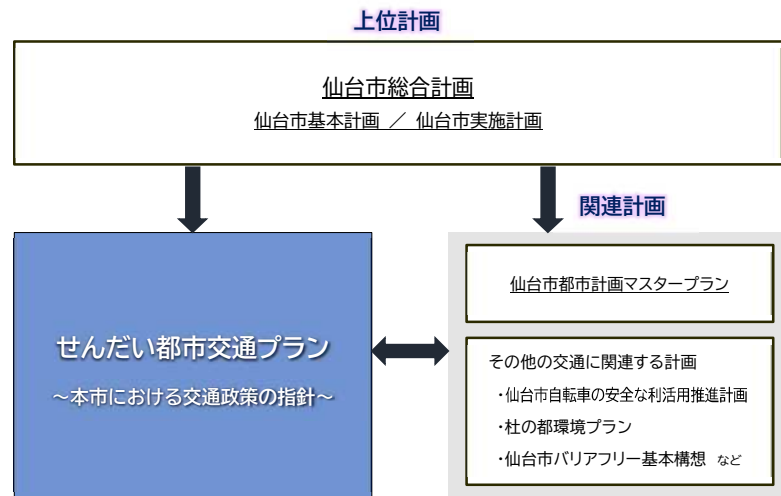 上位計画
仙台市総合計画
仙台市基本計画 ／ 仙台市実施計画
関連計画
仙台市都市計画マスタープラン
せんだい都市交通プラン
～本市における交通政策の指針～
その他の交通に関連する計画
・仙台市自転車の安全な利活用推進計画
・杜の都環境プラン
・仙台市バリアフリー基本構想 など